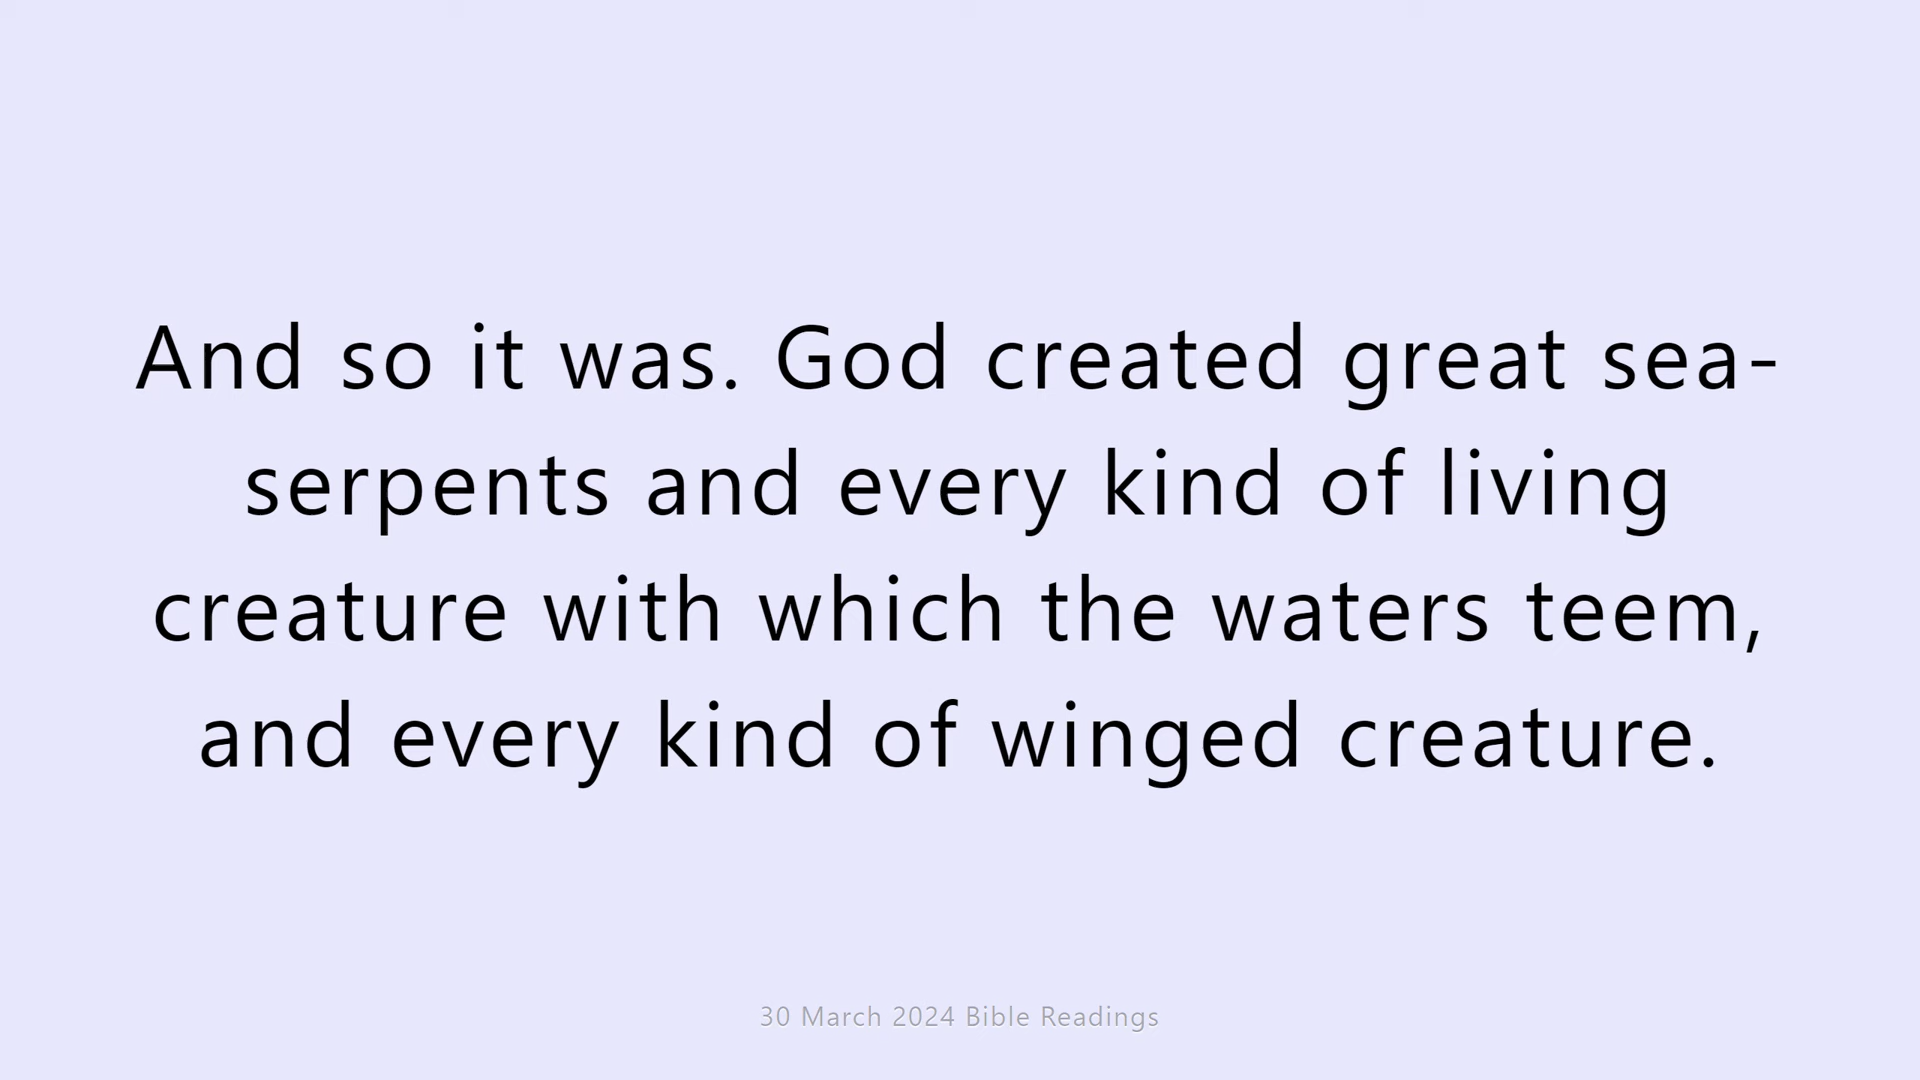 And so it was. God created great sea-
serpents and every kind of living
creature with which the waters teem,
and every kind of winged creature.
30 March 2024 Bible Readings